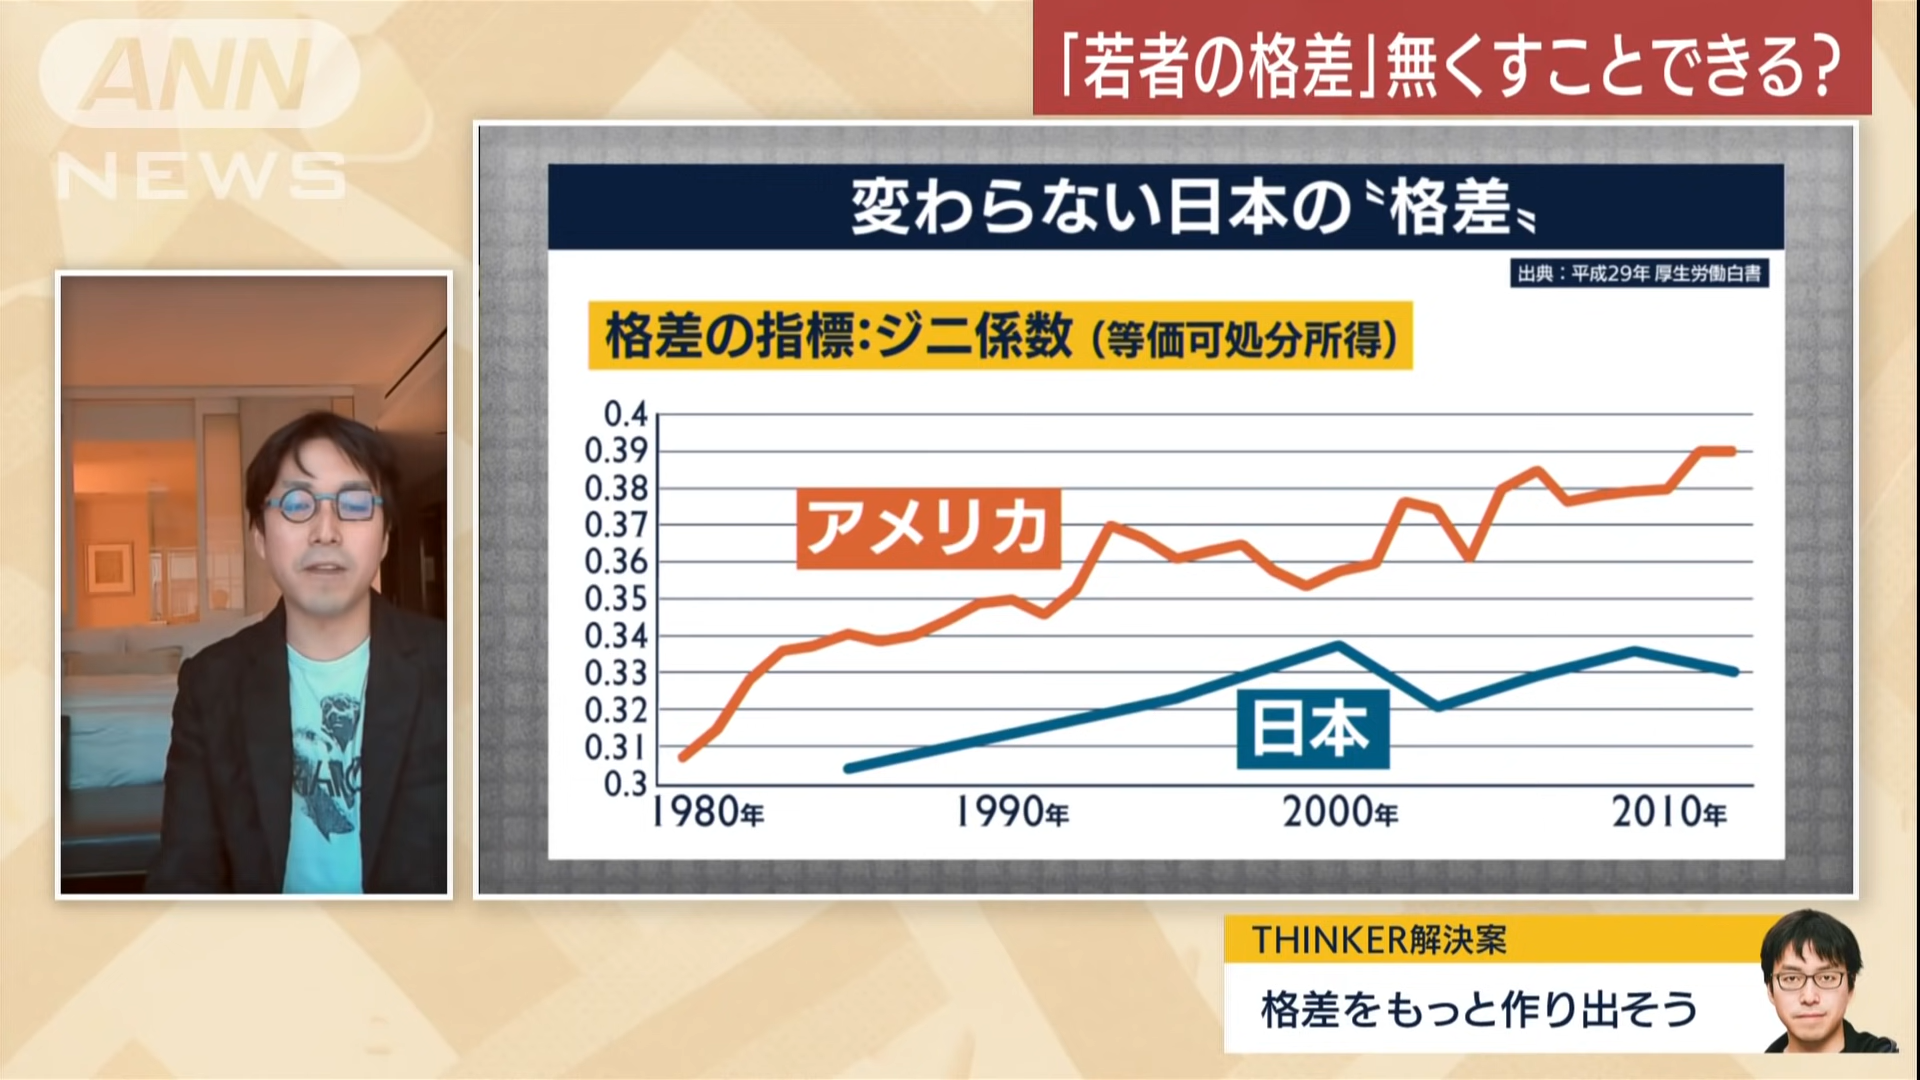 ANN
NEWS
「若者の格差」無くすことできる?
変わらない日本の〝格差〟
出典：平成29年 厚生労働白書
格差の指標：ジニ係数（等価可処分所得）
0.4
0.39
0.38
0.37
0.36
0.35
0.34
0.33
0.32
0.31
0.3
アメリカ
日本
1980年 1990年 2000年 2010年
THINKER解決案
格差をもっと作り出そう